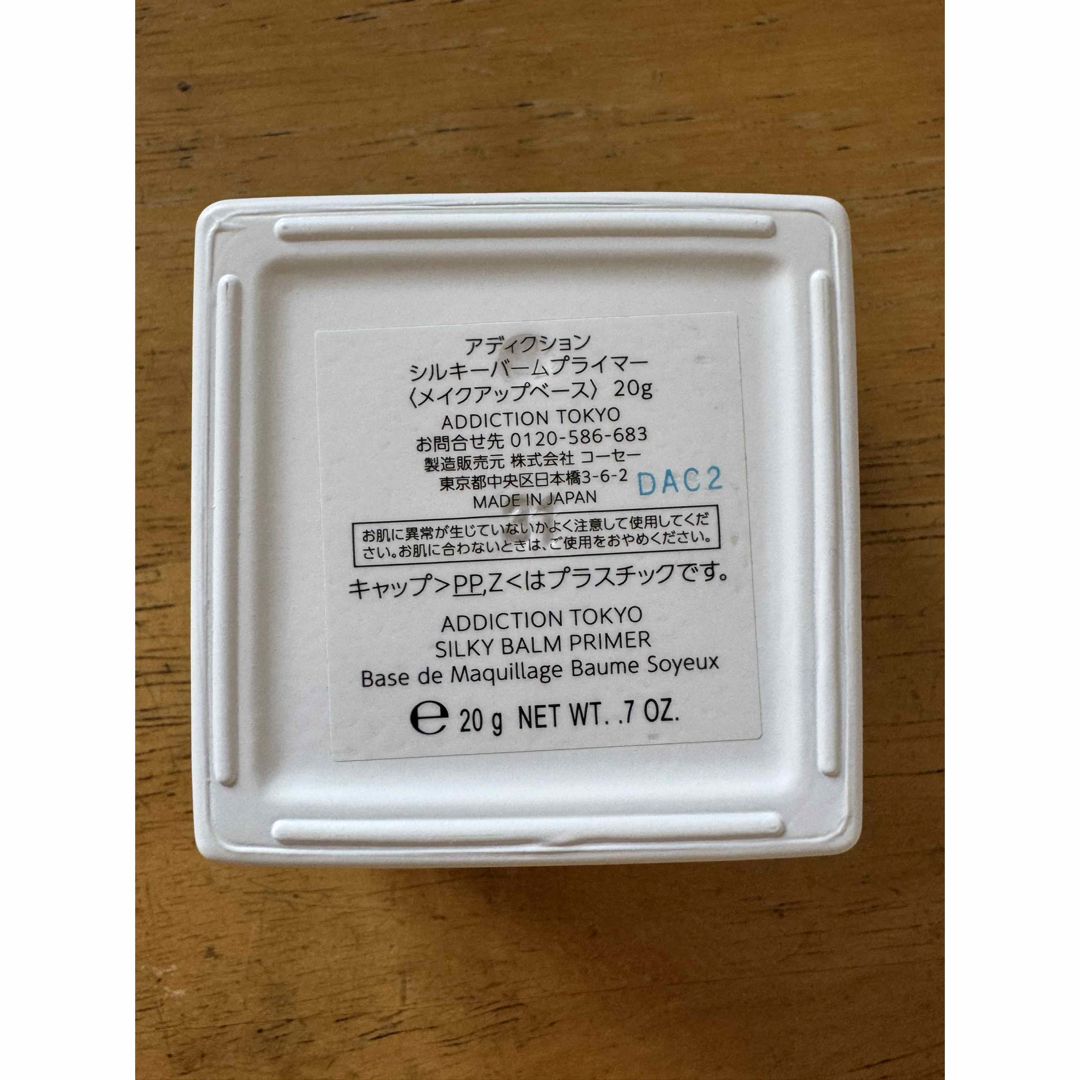 アディクション
シルキーバームプライマー
〈メイクアップベース〉 20g
ADDICTION TOKYO
お問合せ先 0120-586-683
製造販売元 株式会社 コーセー
東京都中央区日本橋3-6-2
DAC2
MADE IN JAPAN
お肌に異常が生じていないかよく注意して使用してくだ
さい。お肌に合わないときは、ご使用をおやめください。
キャップ>PP,Z<はプラスチックです。
ADDICTION TOKYO
SILKY BALM PRIMER
Base de Maquillage Baume Soyeux
℮ 20 g NET WT. .7 OZ.